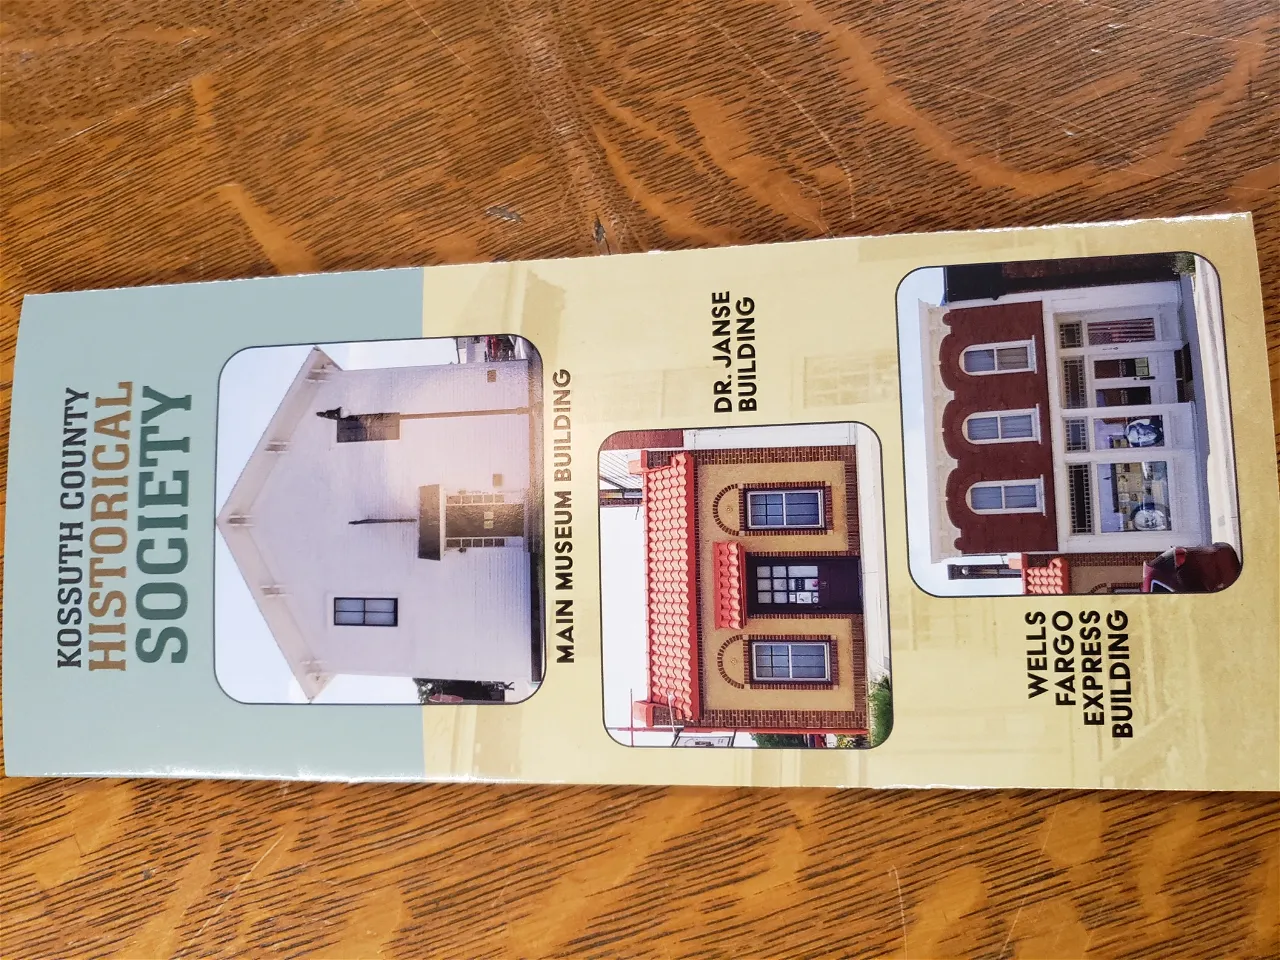 KOSSUTH COUNTY
HISTORICAL
SOCIETY
MAIN MUSEUM BUILDING
DR. JANSE
BUILDING
WELLS
FARGO
EXPRESS
BUILDING